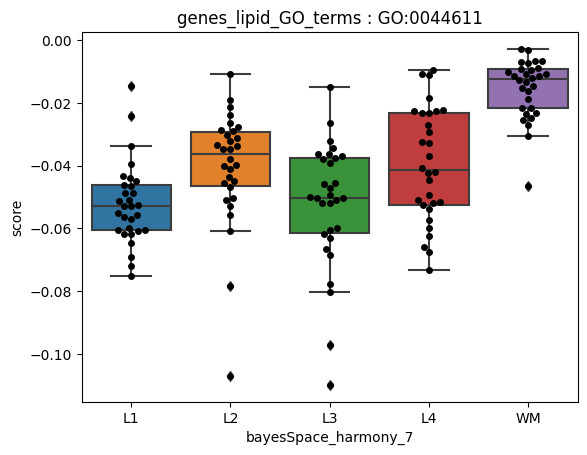 genes_lipid_GO_terms : GO:0044611
0.00
−0.02
−0.04
−0.06
−0.08
−0.10
score
L1 L2 L3 L4 WM
bayesSpace_harmony_7